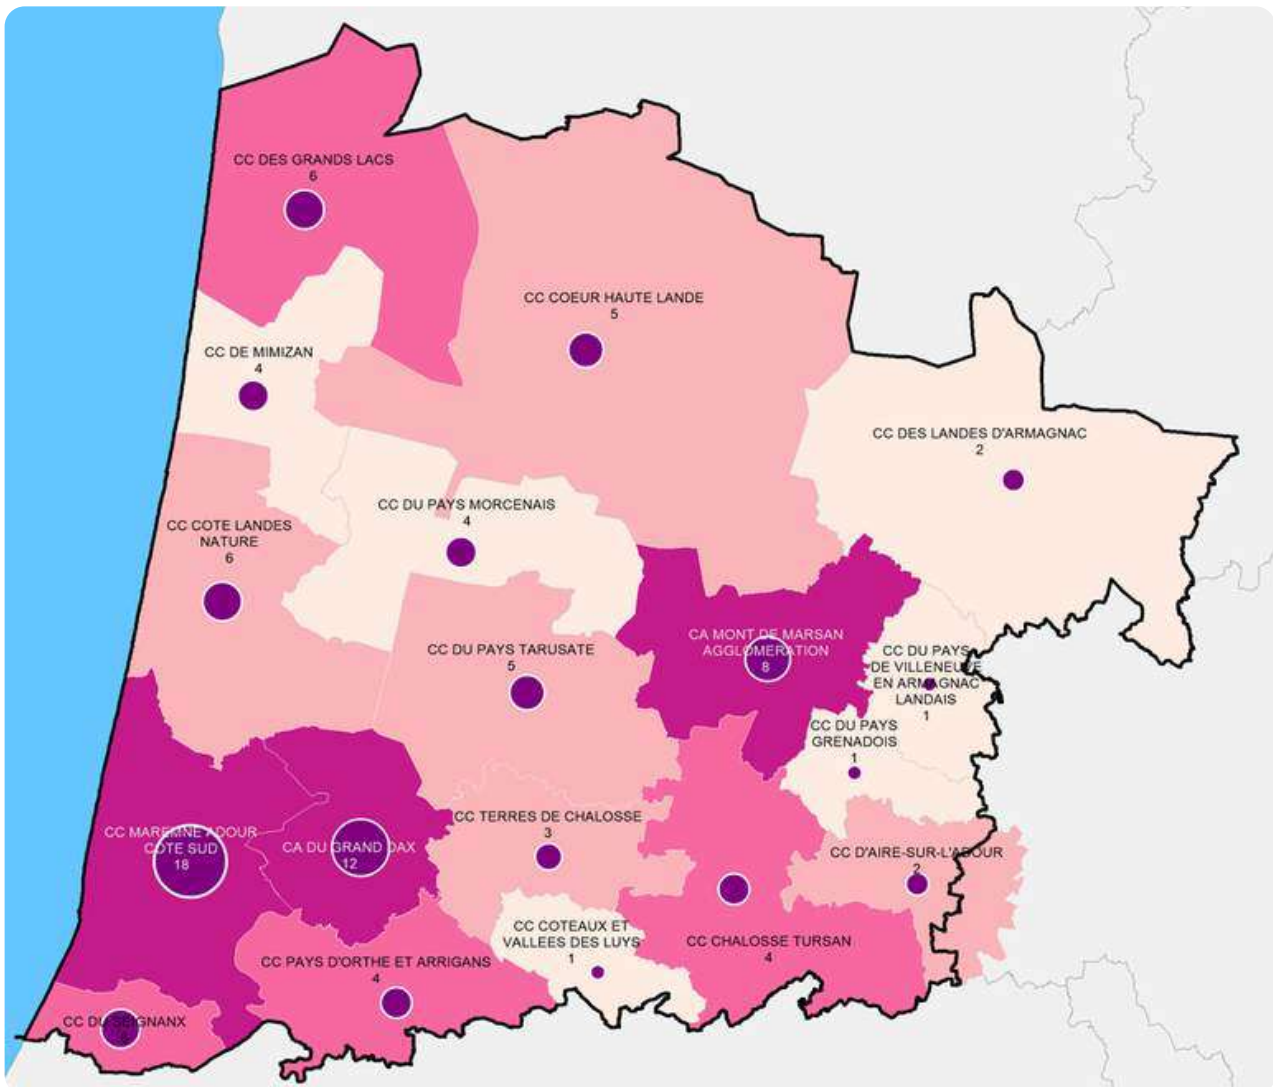 CC DES GRANDS LACS
6
CC COEUR HAUTE LANDE
5
CC DE MIMIZAN
4
CC DES LANDES D'ARMAGNAC
2
CC DU PAYS MORCENAIS
4
CC COTE LANDES
NATURE
6
CA MONT DE MARSAN
AGGLOMERATION
8
CC DU PAYS TARUSATE
5
CC DU PAYS
DE VILLENEUVE
EN ARMAGNAC
LANDAIS
1
CC DU PAYS
GRENADOIS
1
CC TERRES DE CHALOSSE
3
CC MAREMNE ADOUR
COTE SUD
18
CA DU GRAND DAX
12
CC D'AIRE-SUR-L'ADOUR
2
CC COTEAUX ET
VALLEES DES LUYS
1
CC CHALOSSE TURSAN
4
CC PAYS D'ORTHE ET ARRIGANS
4
CC DU SEIGNANX